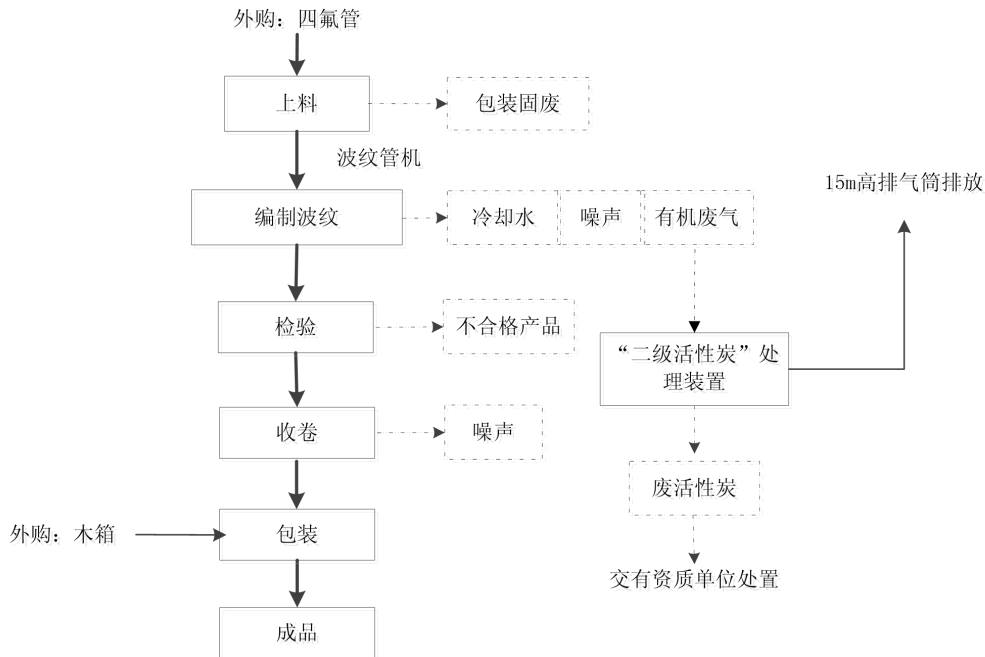 外购：四氟管
上料
包装固废
波纹管机
15m高排气筒排放
编制波纹
冷却水
噪声
有机废气
检验
不合格产品
“二级活性炭”处
理装置
收卷
噪声
废活性炭
外购：木箱
包装
交有资质单位处置
成品